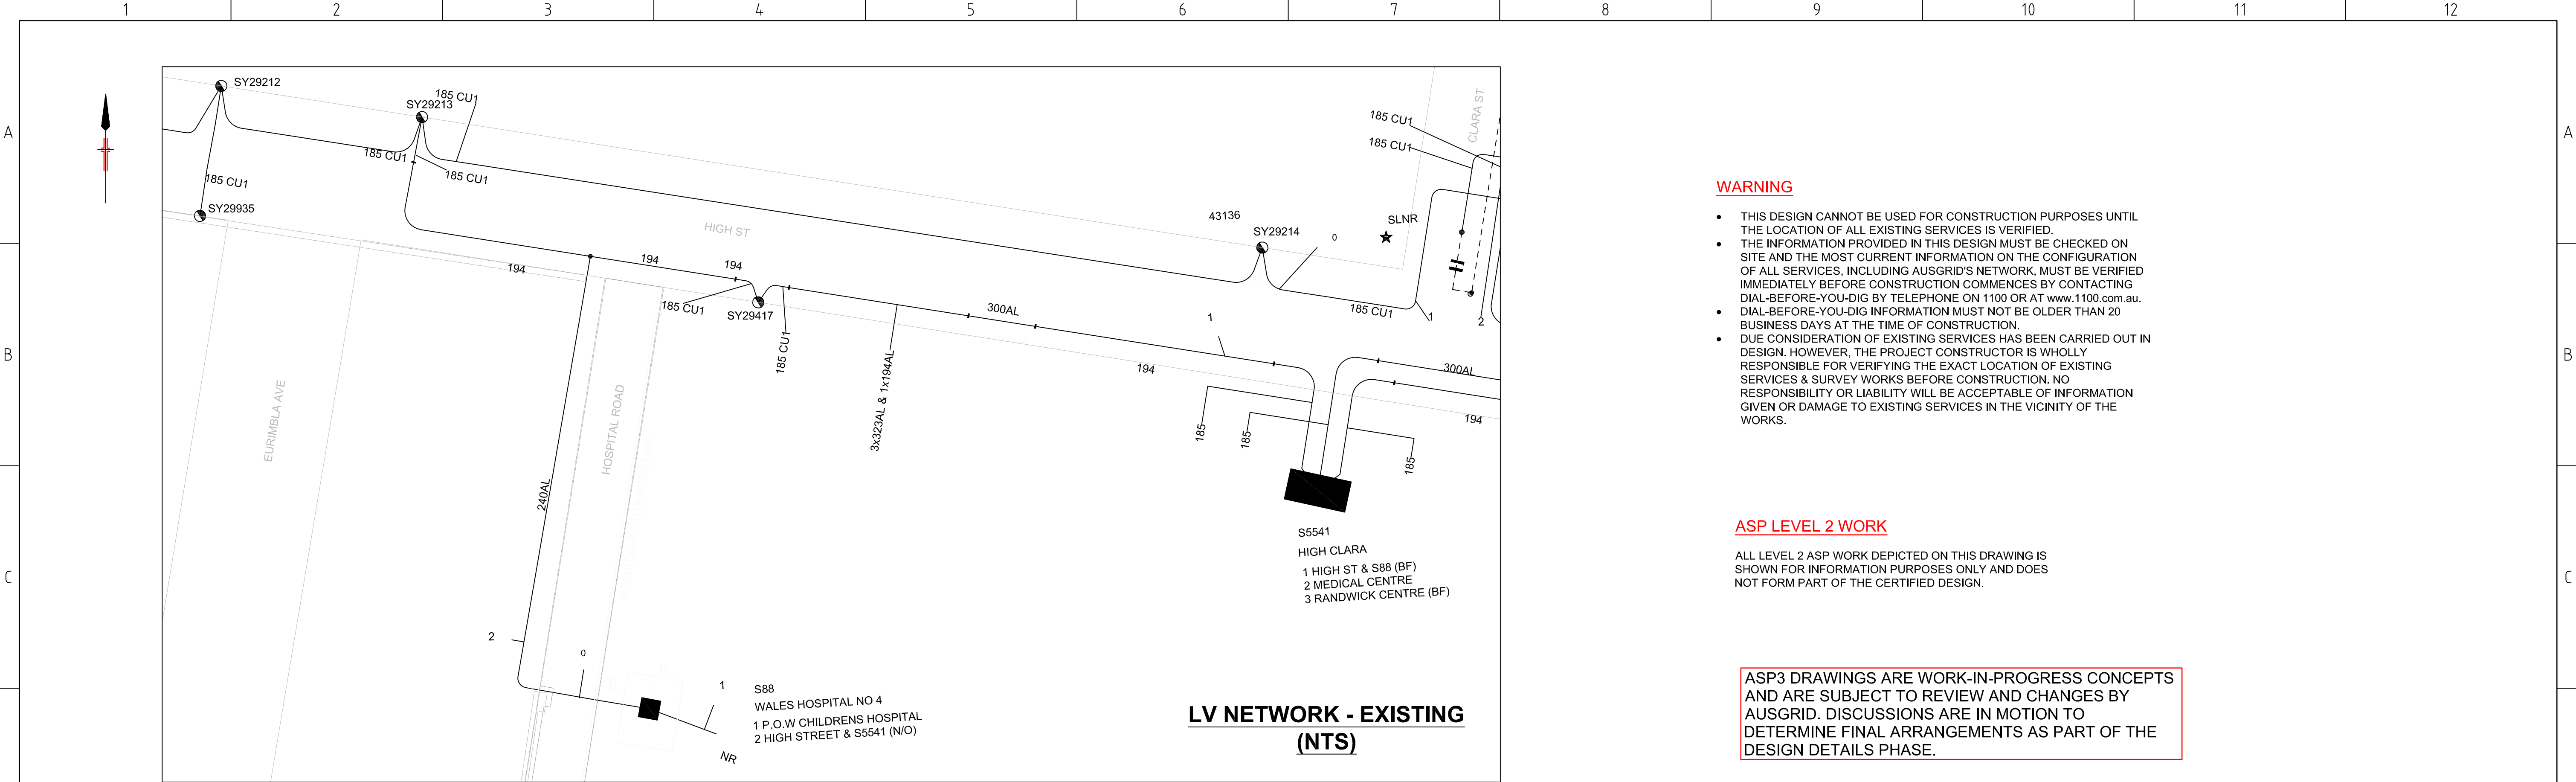 1 2 3 4 5 6 7 8 9 10 11 12
A A
B B
C C
SY29212
SY29213
185 CU1
185 CU1
185 CU1
185 CU1
SY29935
HIGH ST
194
194
194
185 CU1
SY29417
185 CU1
3x323AL & 1x194AL
300AL
1
194
43136
SY29214
0
SLNR
185 CU1
185 CU1
CLARA ST
185 CU1
1
2
300AL
194
185
185
185
EURIMBLA AVE
HOSPITAL ROAD
240AL
2
0
1
NR
S88
WALES HOSPITAL NO 4
1 P.O.W CHILDRENS HOSPITAL
2 HIGH STREET & S5541 (N/O)
S5541
HIGH CLARA
1 HIGH ST & S88 (BF)
2 MEDICAL CENTRE
3 RANDWICK CENTRE (BF)
LV NETWORK - EXISTING
(NTS)
WARNING
• THIS DESIGN CANNOT BE USED FOR CONSTRUCTION PURPOSES UNTIL
THE LOCATION OF ALL EXISTING SERVICES IS VERIFIED.
• THE INFORMATION PROVIDED IN THIS DESIGN MUST BE CHECKED ON
SITE AND THE MOST CURRENT INFORMATION ON THE CONFIGURATION
OF ALL SERVICES, INCLUDING AUSGRID'S NETWORK, MUST BE VERIFIED
IMMEDIATELY BEFORE CONSTRUCTION COMMENCES BY CONTACTING
DIAL-BEFORE-YOU-DIG BY TELEPHONE ON 1100 OR AT www.1100.com.au.
• DIAL-BEFORE-YOU-DIG INFORMATION MUST NOT BE OLDER THAN 20
BUSINESS DAYS AT THE TIME OF CONSTRUCTION.
• DUE CONSIDERATION OF EXISTING SERVICES HAS BEEN CARRIED OUT IN
DESIGN. HOWEVER, THE PROJECT CONSTRUCTOR IS WHOLLY
RESPONSIBLE FOR VERIFYING THE EXACT LOCATION OF EXISTING
SERVICES & SURVEY WORKS BEFORE CONSTRUCTION. NO
RESPONSIBILITY OR LIABILITY WILL BE ACCEPTABLE OF INFORMATION
GIVEN OR DAMAGE TO EXISTING SERVICES IN THE VICINITY OF THE
WORKS.
ASP LEVEL 2 WORK
ALL LEVEL 2 ASP WORK DEPICTED ON THIS DRAWING IS
SHOWN FOR INFORMATION PURPOSES ONLY AND DOES
NOT FORM PART OF THE CERTIFIED DESIGN.
ASP3 DRAWINGS ARE WORK-IN-PROGRESS CONCEPTS
AND ARE SUBJECT TO REVIEW AND CHANGES BY
AUSGRID. DISCUSSIONS ARE IN MOTION TO
DETERMINE FINAL ARRANGEMENTS AS PART OF THE
DESIGN DETAILS PHASE.